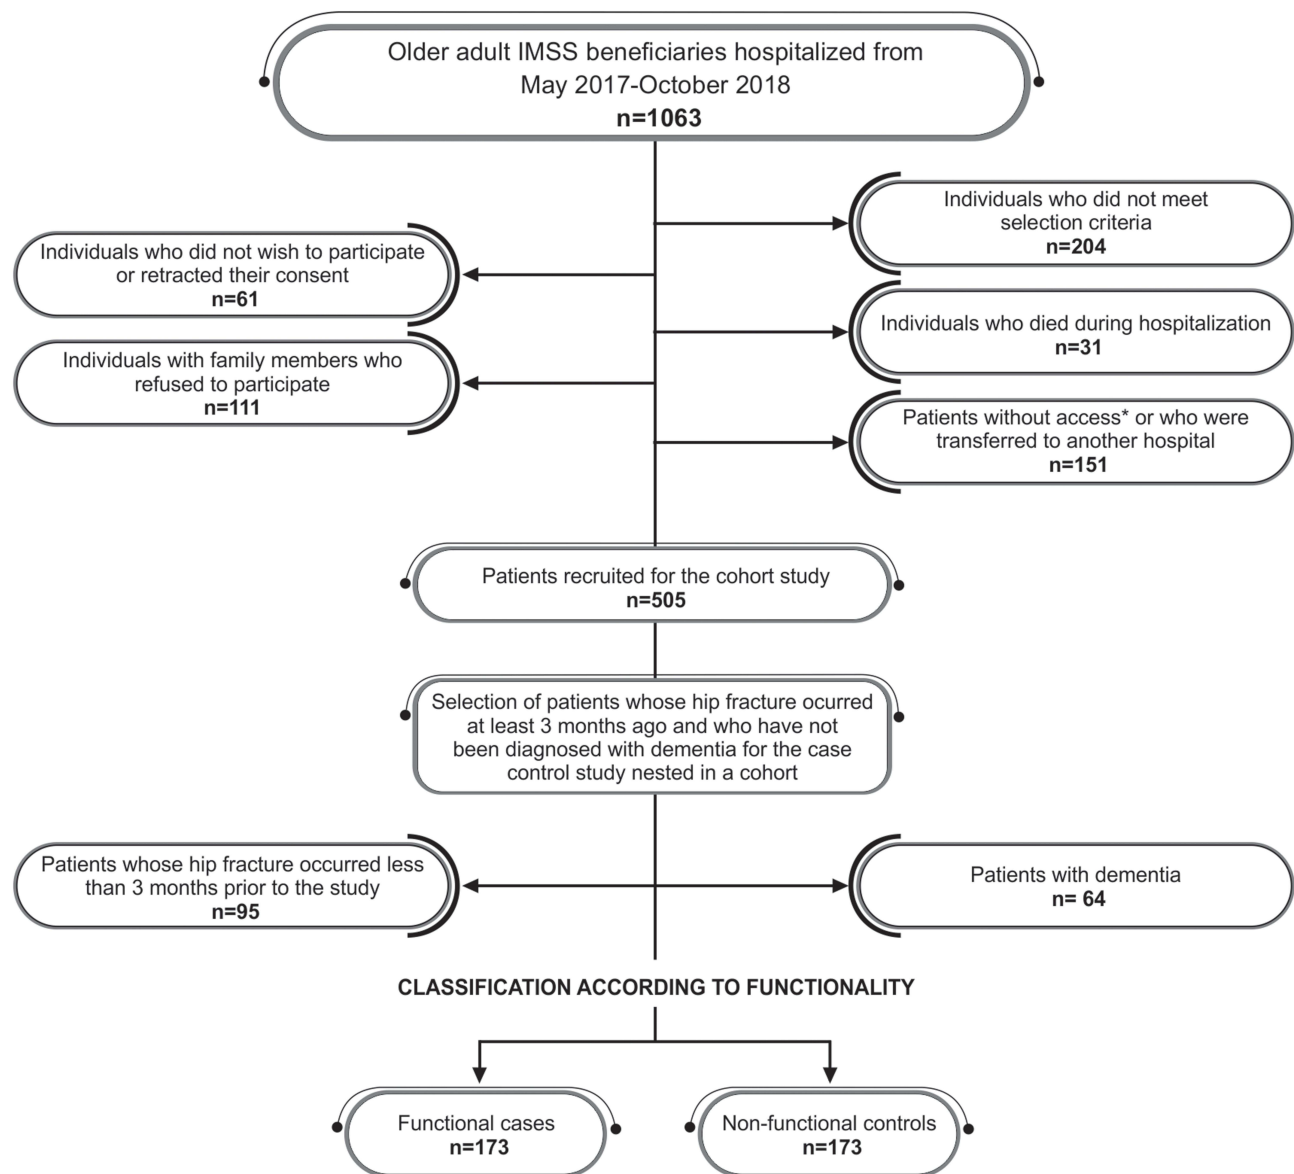 Older adult IMSS beneficiaries hospitalized from
May 2017-October 2018
n=1063
Individuals who did not meet
selection criteria
n=204
Individuals who did not wish to participate
or retracted their consent
n=61
Individuals who died during hospitalization
n=31
Individuals with family members who
refused to participate
n=111
Patients without access* or who were
transferred to another hospital
n=151
Patients recruited for the cohort study
n=505
Selection of patients whose hip fracture ocurred
at least 3 months ago and who have not
been diagnosed with dementia for the case
control study nested in a cohort
Patients whose hip fracture occurred less
than 3 months prior to the study
n=95
Patients with dementia
n= 64
CLASSIFICATION ACCORDING TO FUNCTIONALITY
Functional cases
n=173
Non-functional controls
n=173